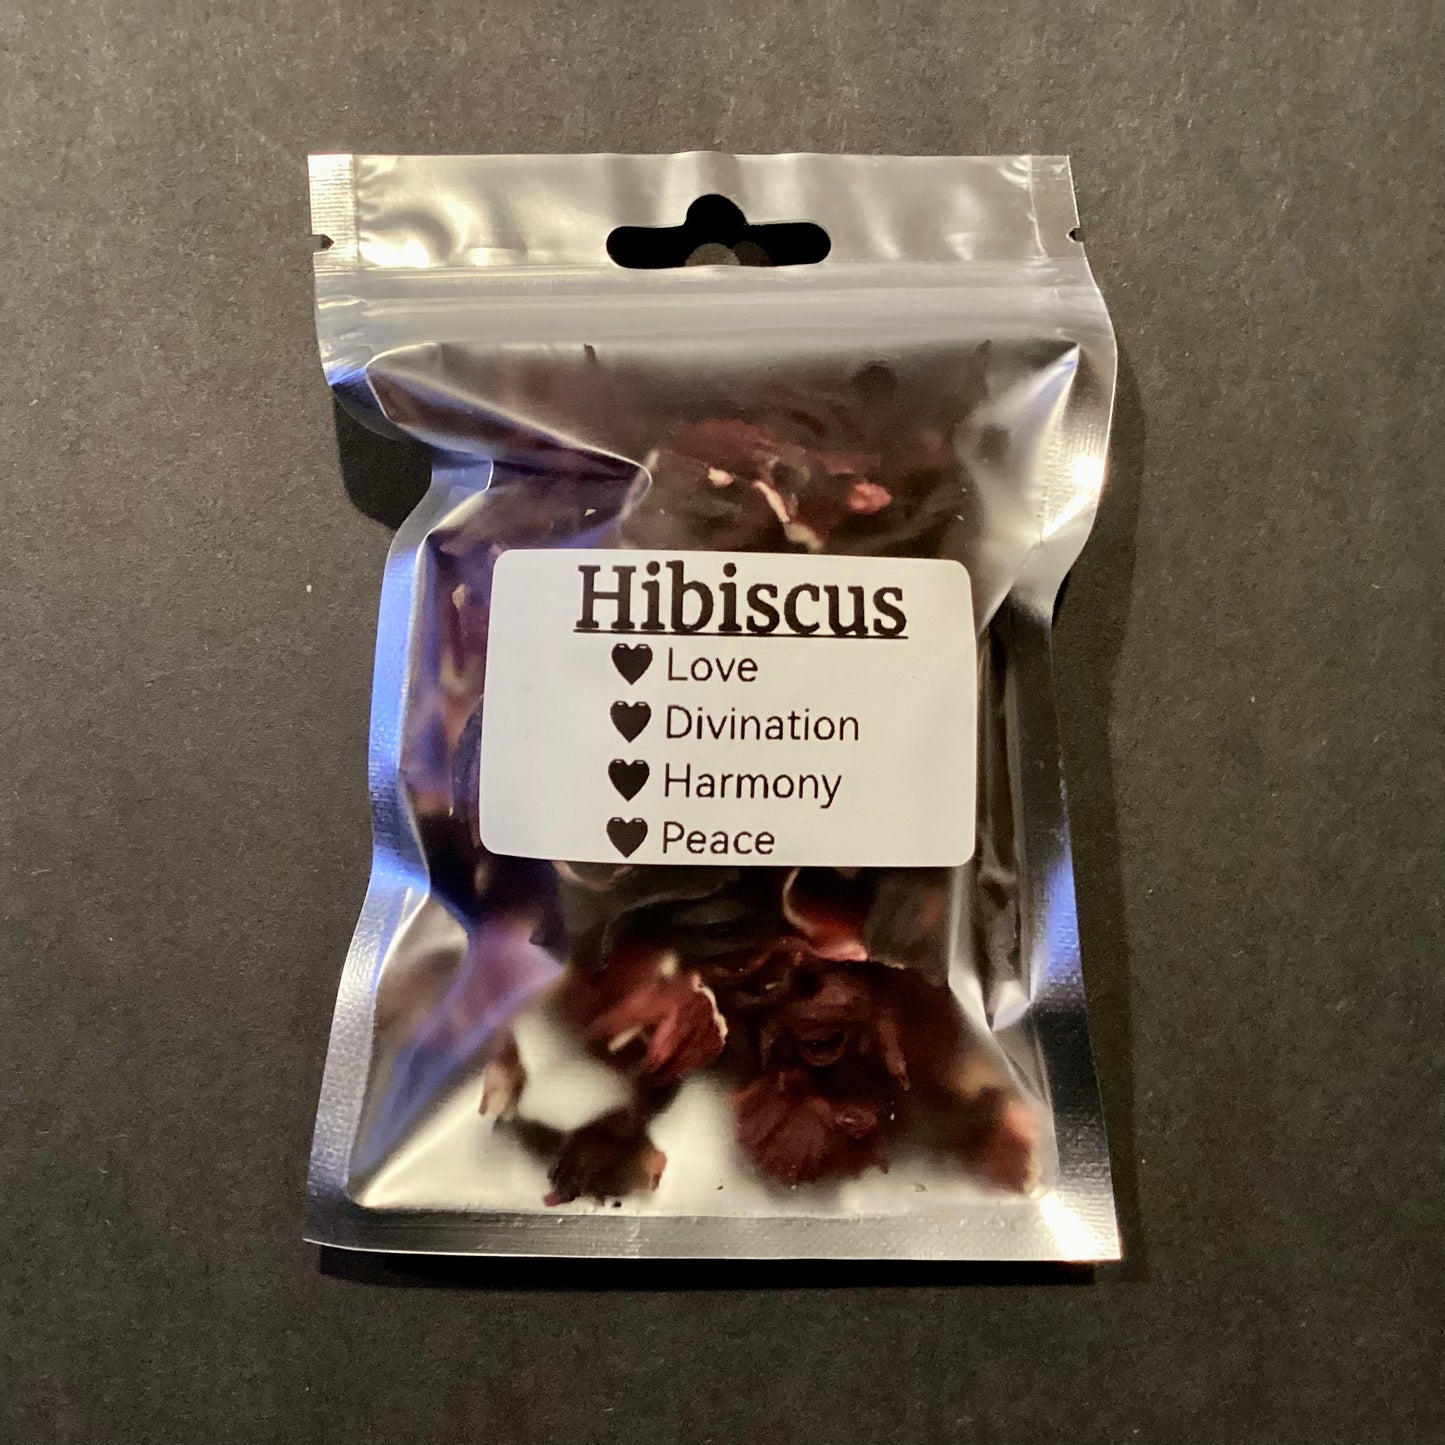 Hibiscus
🖤 Love
🖤 Divination
🖤 Harmony
🖤 Peace